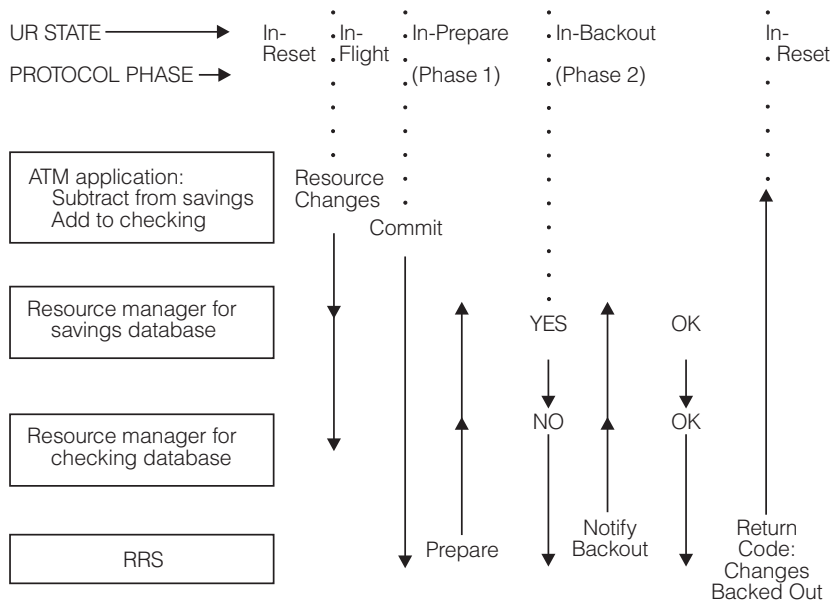 UR STATE
In-
Reset
In-
Flight
In-Prepare
In-Backout
In-
Reset
PROTOCOL PHASE
(Phase 1)
(Phase 2)
ATM application:
Subtract from savings
Add to checking
Resource
Changes
Commit
Resource manager for
savings database
YES
OK
Resource manager for
checking database
NO
OK
RRS
Prepare
Notify
Backout
Return
Code:
Changes
Backed Out